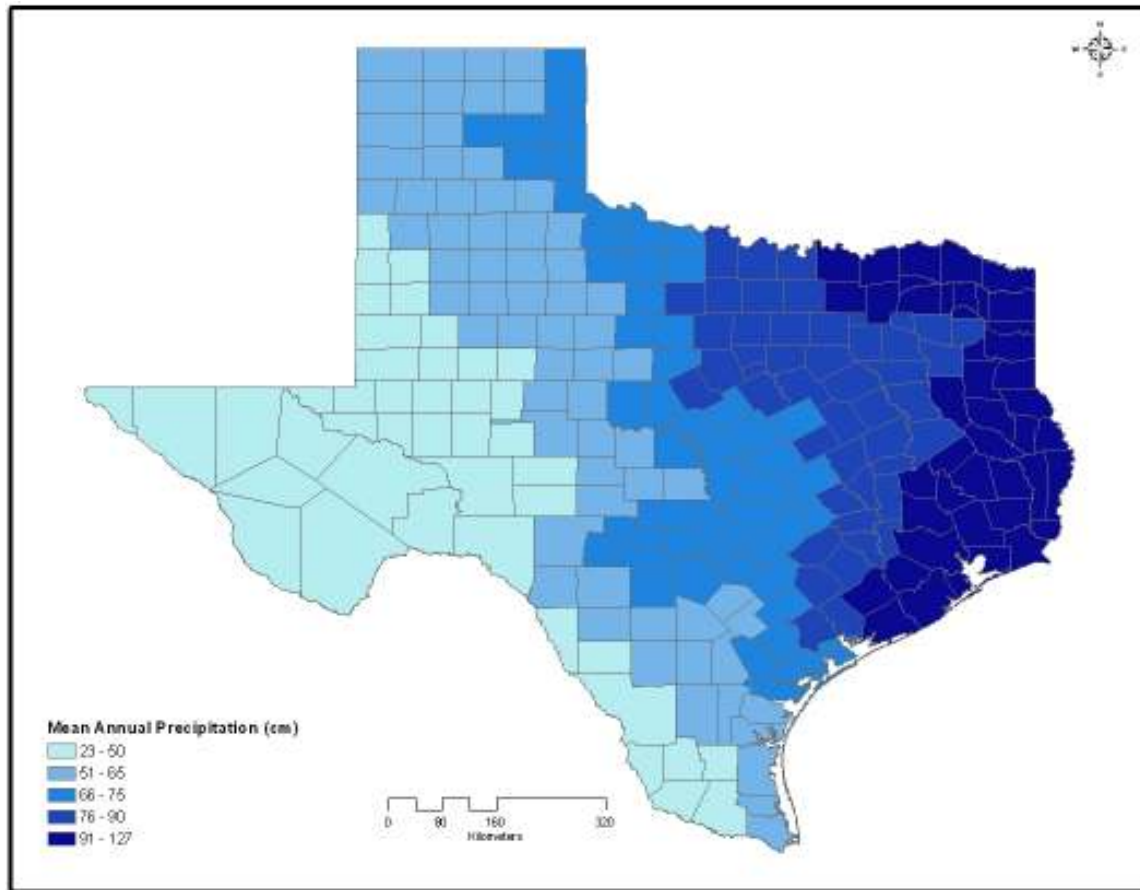 N
W E
S
Mean Annual Precipitation (cm)
23 - 50
51 - 65
66 - 75
76 - 90
91 - 127
0 80 160 320
Kilometers